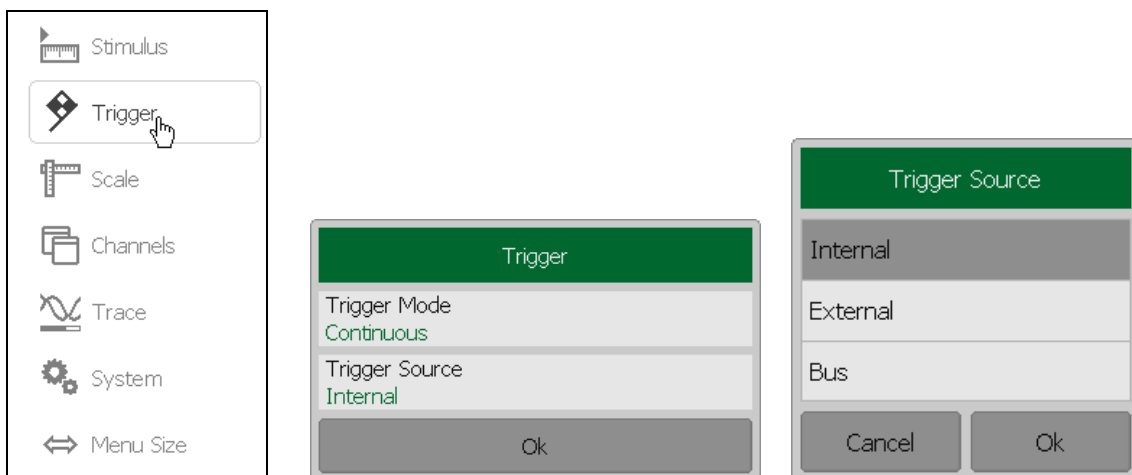 Stimulus
Trigger
Scale
Channels
Trace
System
Menu Size
Trigger
Trigger Mode
Continuous
Trigger Source
Internal
Ok
Trigger Source
Internal
External
Bus
Cancel
Ok